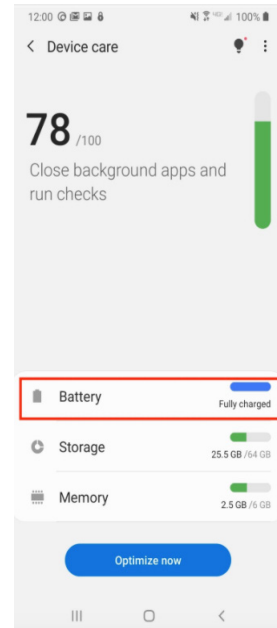 12:00 100%
Device care
78 /100
Close background apps and
run checks
Battery
Fully charged
Storage
25.5 GB /64 GB
Memory
2.5 GB /6 GB
Optimize now